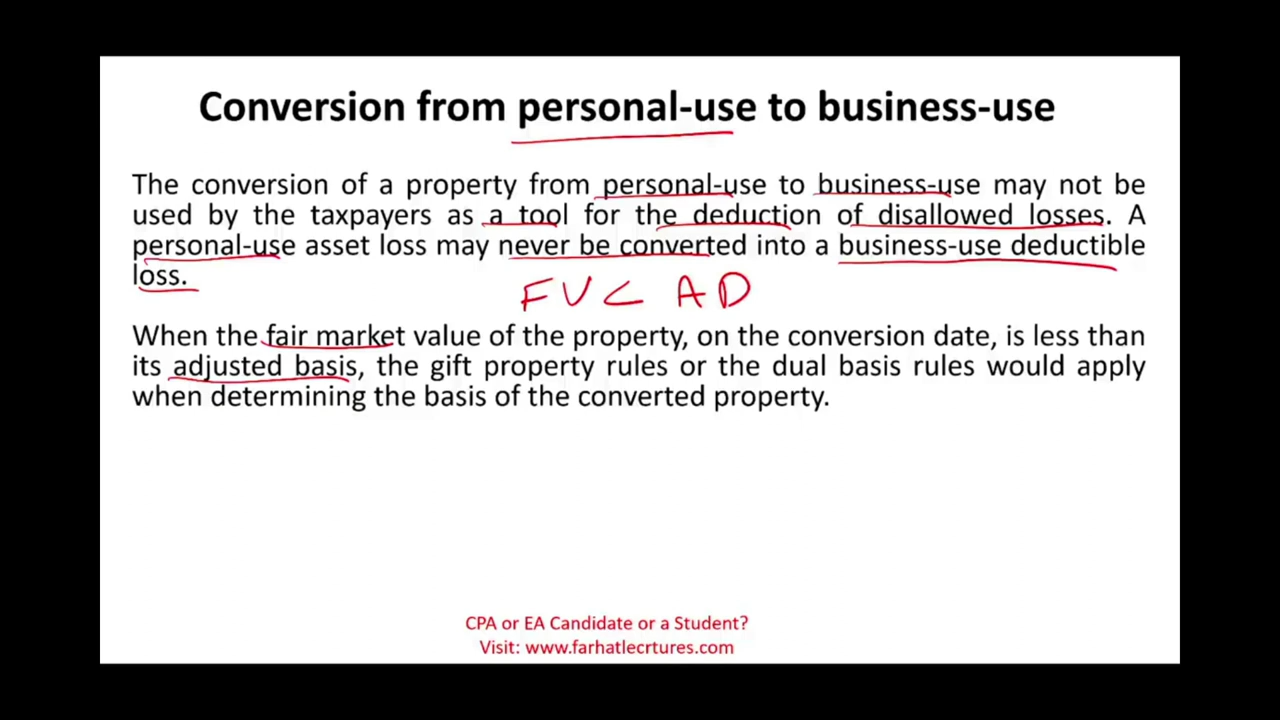 Conversion from personal-use to business-use
The conversion of a property from personal-use to business-use may not be
used by the taxpayers as a tool for the deduction of disallowed losses. A
personal-use asset loss may never be converted into a business-use deductible
loss.
FV < AD
When the fair market value of the property, on the conversion date, is less than
its adjusted basis, the gift property rules or the dual basis rules would apply
when determining the basis of the converted property.
CPA or EA Candidate or a Student?
Visit: www.farhatlecrtures.com